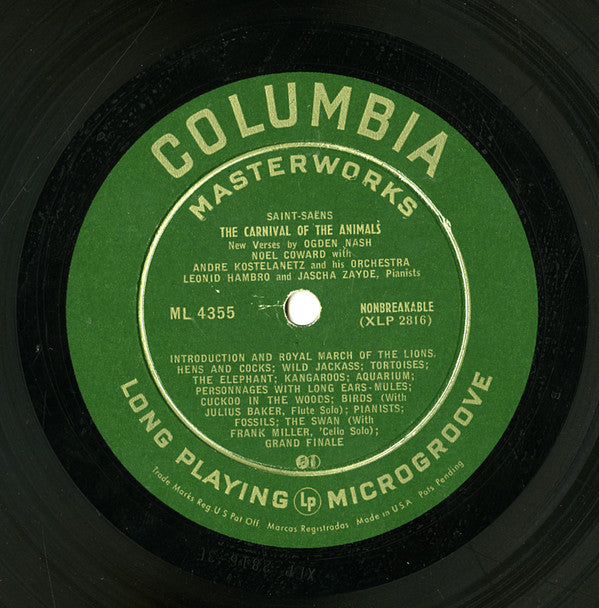 COLUMBIA
MASTERWORKS
SAINT-SAËNS
THE CARNIVAL OF THE ANIMALS
New Verses by OGDEN NASH
NOEL COWARD with
ANDRE KOSTELANETZ and his ORCHESTRA
LEONID HAMBRO and JASCHA ZAYDE, Pianists
ML 4355
NONBREAKABLE
(XLP 2816)
INTRODUCTION AND ROYAL MARCH OF THE LIONS.
HENS AND COCKS; WILD JACKASS; TORTOISES;
THE ELEPHANT; KANGAROOS; AQUARIUM;
PERSONNAGES WITH LONG EARS-MULES;
CUCKOO IN THE WOODS; BIRDS (With
JULIUS BAKER, Flute Solo); PIANISTS;
FOSSILS; THE SWAN (With
FRANK MILLER, 'Cello Solo);
GRAND FINALE
LONG PLAYING Lp MICROGROOVE
Trade Marks Reg U S Pat Off Marcas Registradas Made in U.S.A Pats Pending